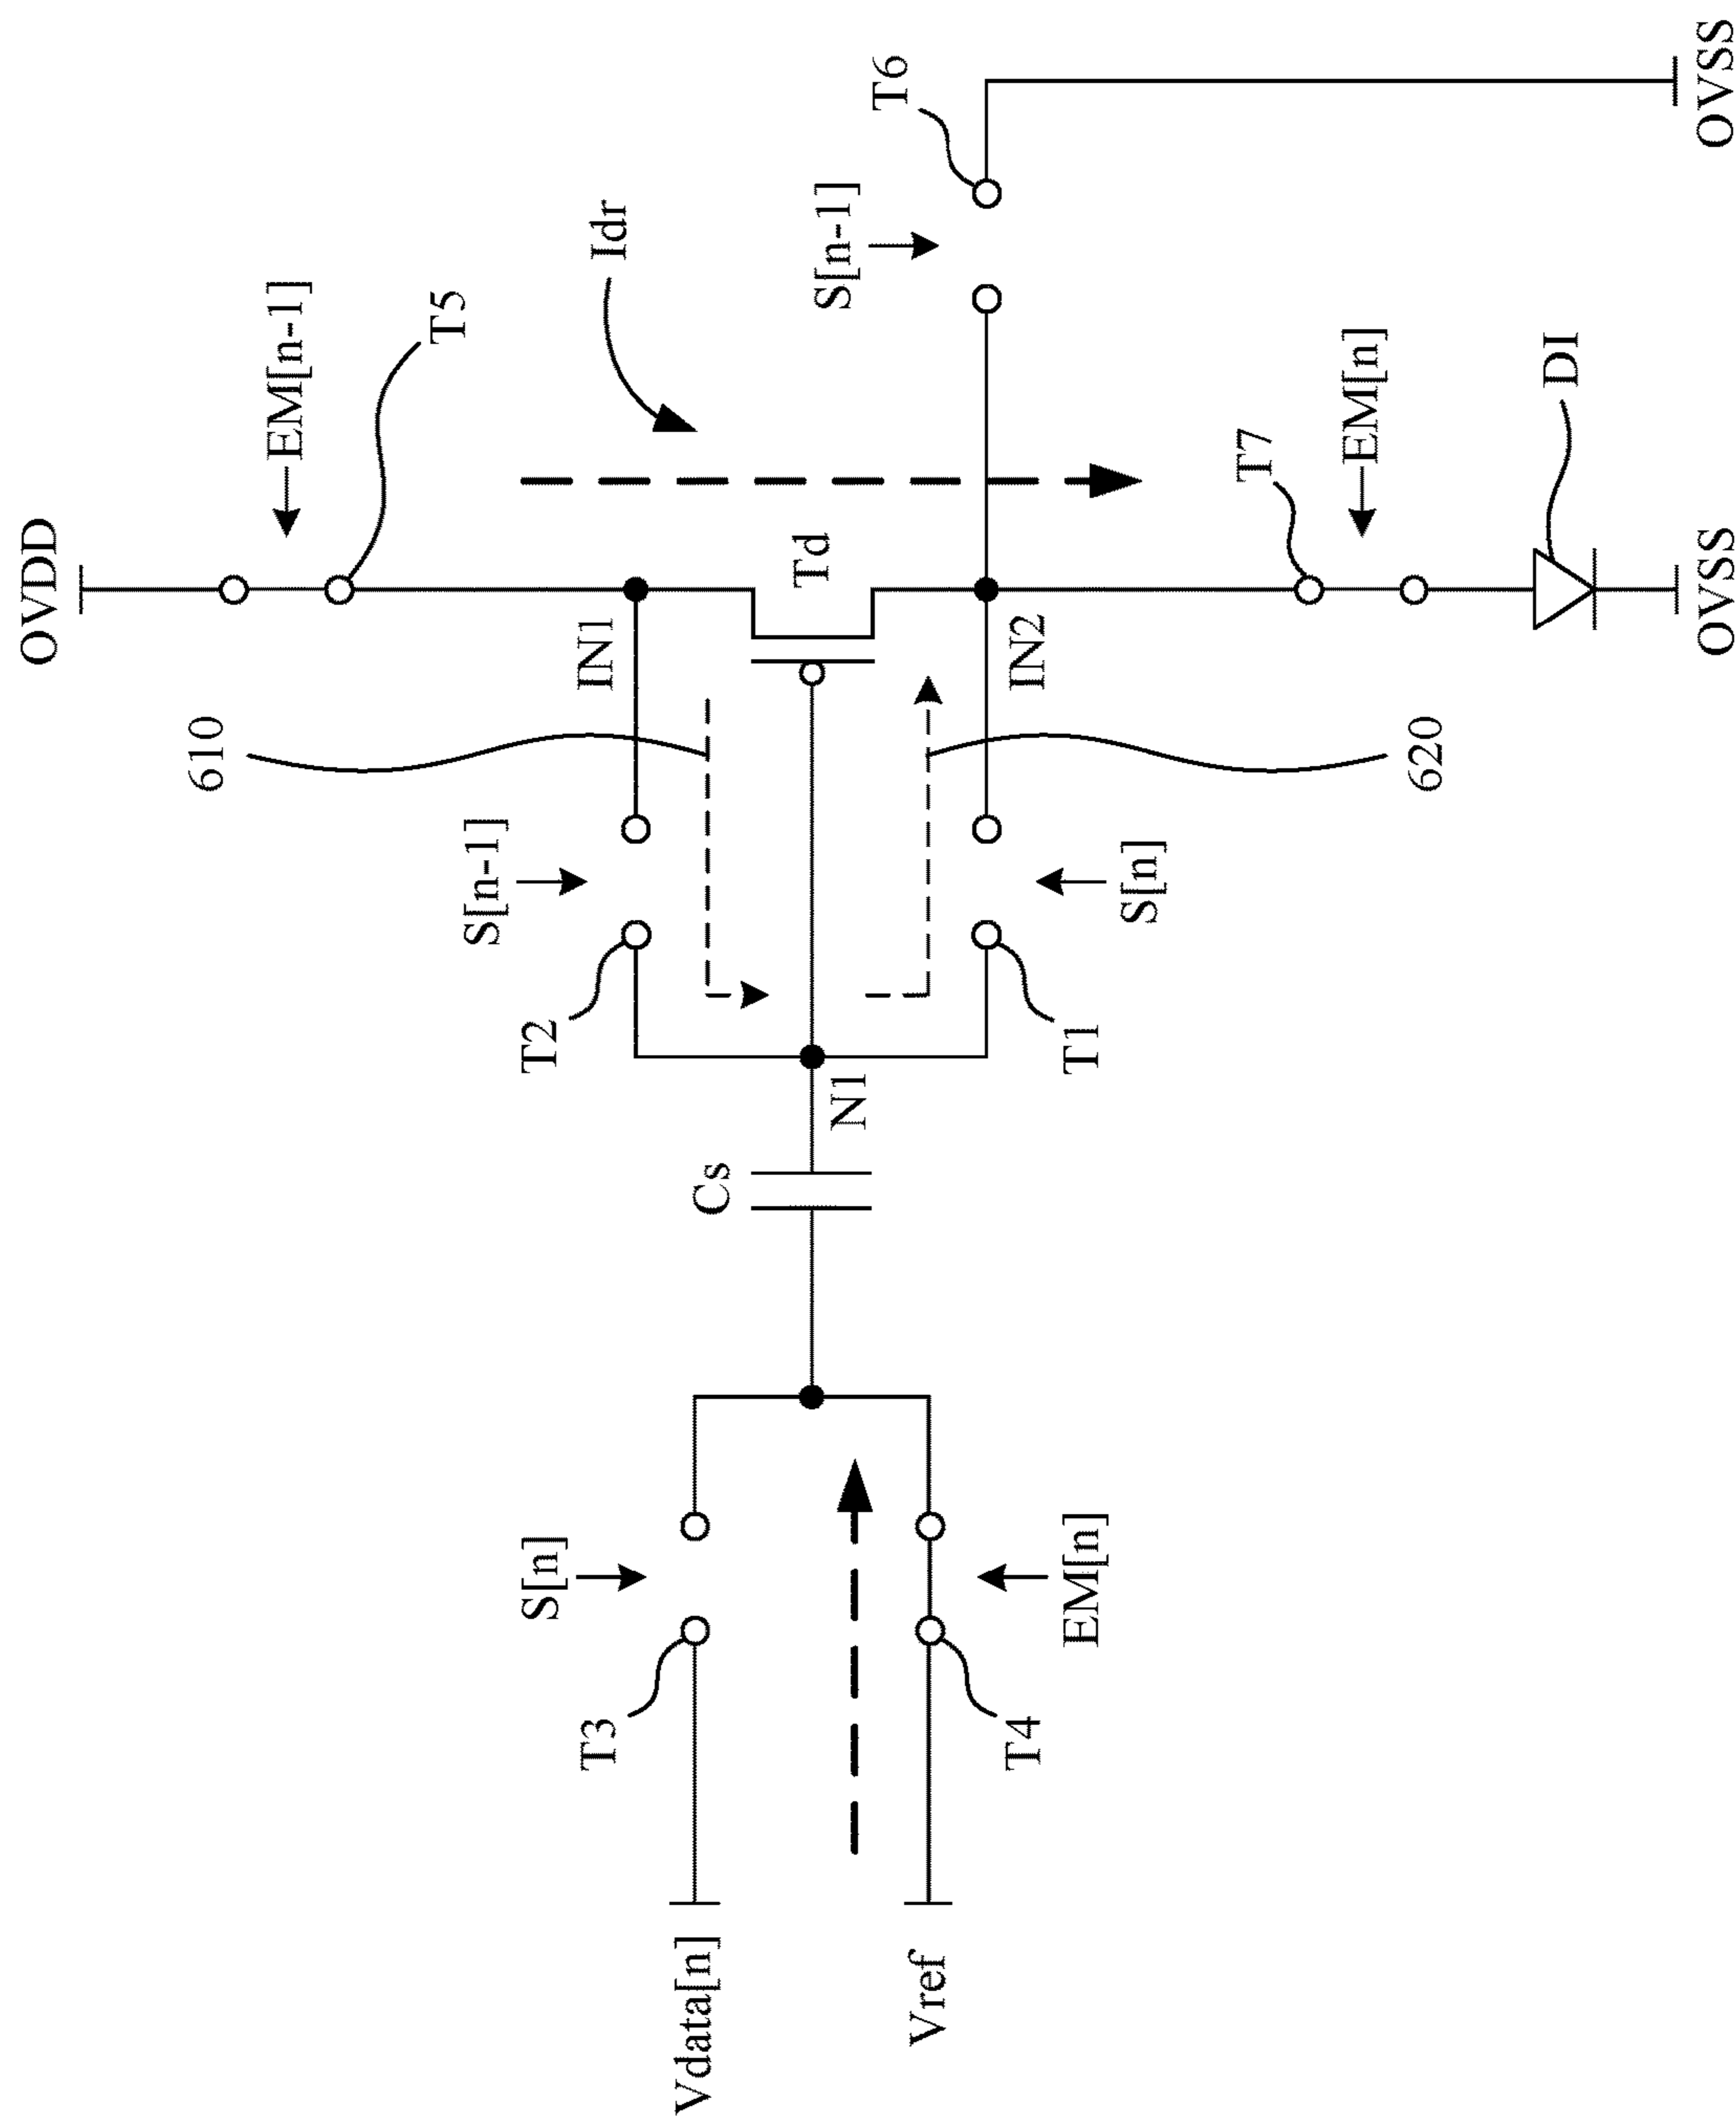 OVDD
EM[n-1]
T5
Idr
T6
S[n-1]
IN1
Td
IN2
610
620
S[n-1]
T2
S[n]
T1
N1
Cs
T7
EM[n]
DI
OVSS
OVSS
S[n]
T3
EM[n]
T4
Vdata[n]
Vref